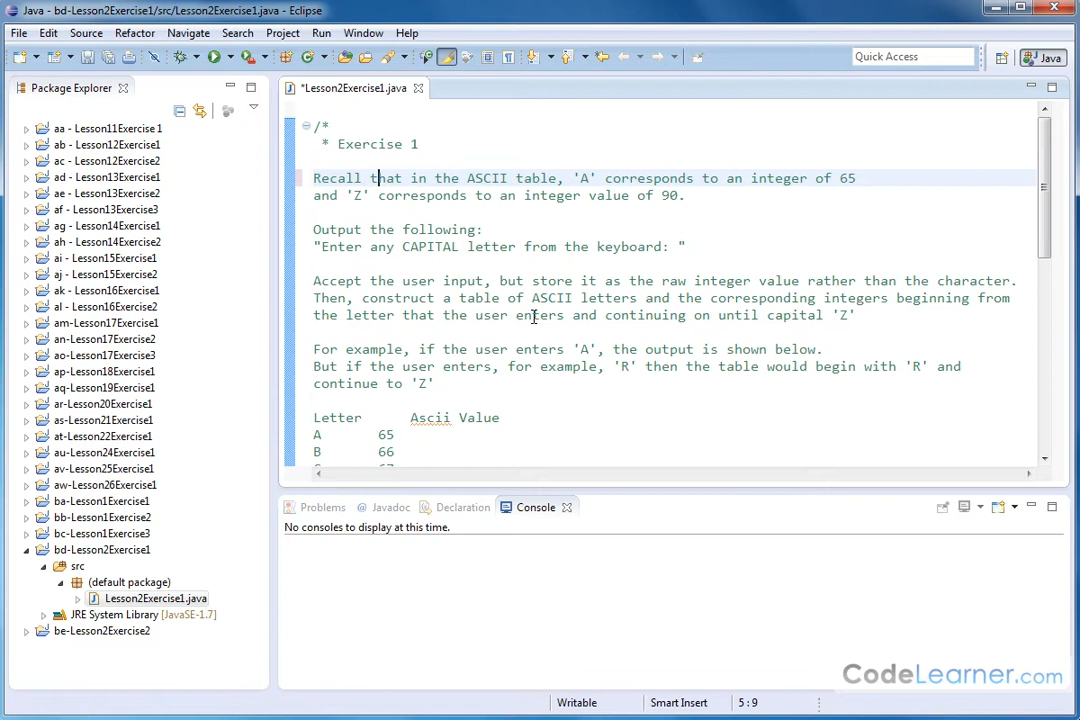 Java - bd-Lesson2Exercise1/src/Lesson2Exercise1.java - Eclipse
File Edit Source Refactor Navigate Search Project Run Window Help
Quick Access
Java
Package Explorer
*Lesson2Exercise1.java
aa - Lesson11Exercise 1
ab - Lesson12Exercise1
ac - Lesson12Exercise2
ad - Lesson13Exercise1
ae - Lesson13Exercise2
af - Lesson13Exercise3
ag - Lesson14Exercise1
ah - Lesson14Exercise2
ai - Lesson15Exercise1
aj - Lesson15Exercise2
ak - Lesson16Exercise1
al - Lesson16Exercise2
am-Lesson17Exercise1
an-Lesson17Exercise2
ao-Lesson17Exercise3
ap-Lesson18Exercise1
aq-Lesson19Exercise1
ar-Lesson20Exercise1
as-Lesson21Exercise1
at-Lesson22Exercise1
au-Lesson24Exercise1
av-Lesson25Exercise1
aw-Lesson26Exercise1
ba-Lesson1Exercise1
bb-Lesson1Exercise2
bc-Lesson1Exercise3
bd-Lesson2Exercise1
src
(default package)
Lesson2Exercise1.java
JRE System Library [JavaSE-1.7]
be-Lesson2Exercise2
/*
* Exercise 1
Recall that in the ASCII table, 'A' corresponds to an integer of 65
and 'Z' corresponds to an integer value of 90.
Output the following:
"Enter any CAPITAL letter from the keyboard: "
Accept the user input, but store it as the raw integer value rather than the character.
Then, construct a table of ASCII letters and the corresponding integers beginning from
the letter that the user enters and continuing on until capital 'Z'
For example, if the user enters 'A', the output is shown below.
But if the user enters, for example, 'R' then the table would begin with 'R' and
continue to 'Z'
Letter Ascii Value
A 65
B 66
C 67
Problems @ Javadoc Declaration Console
No consoles to display at this time.
CodeLearner.com
Writable Smart Insert 5:9